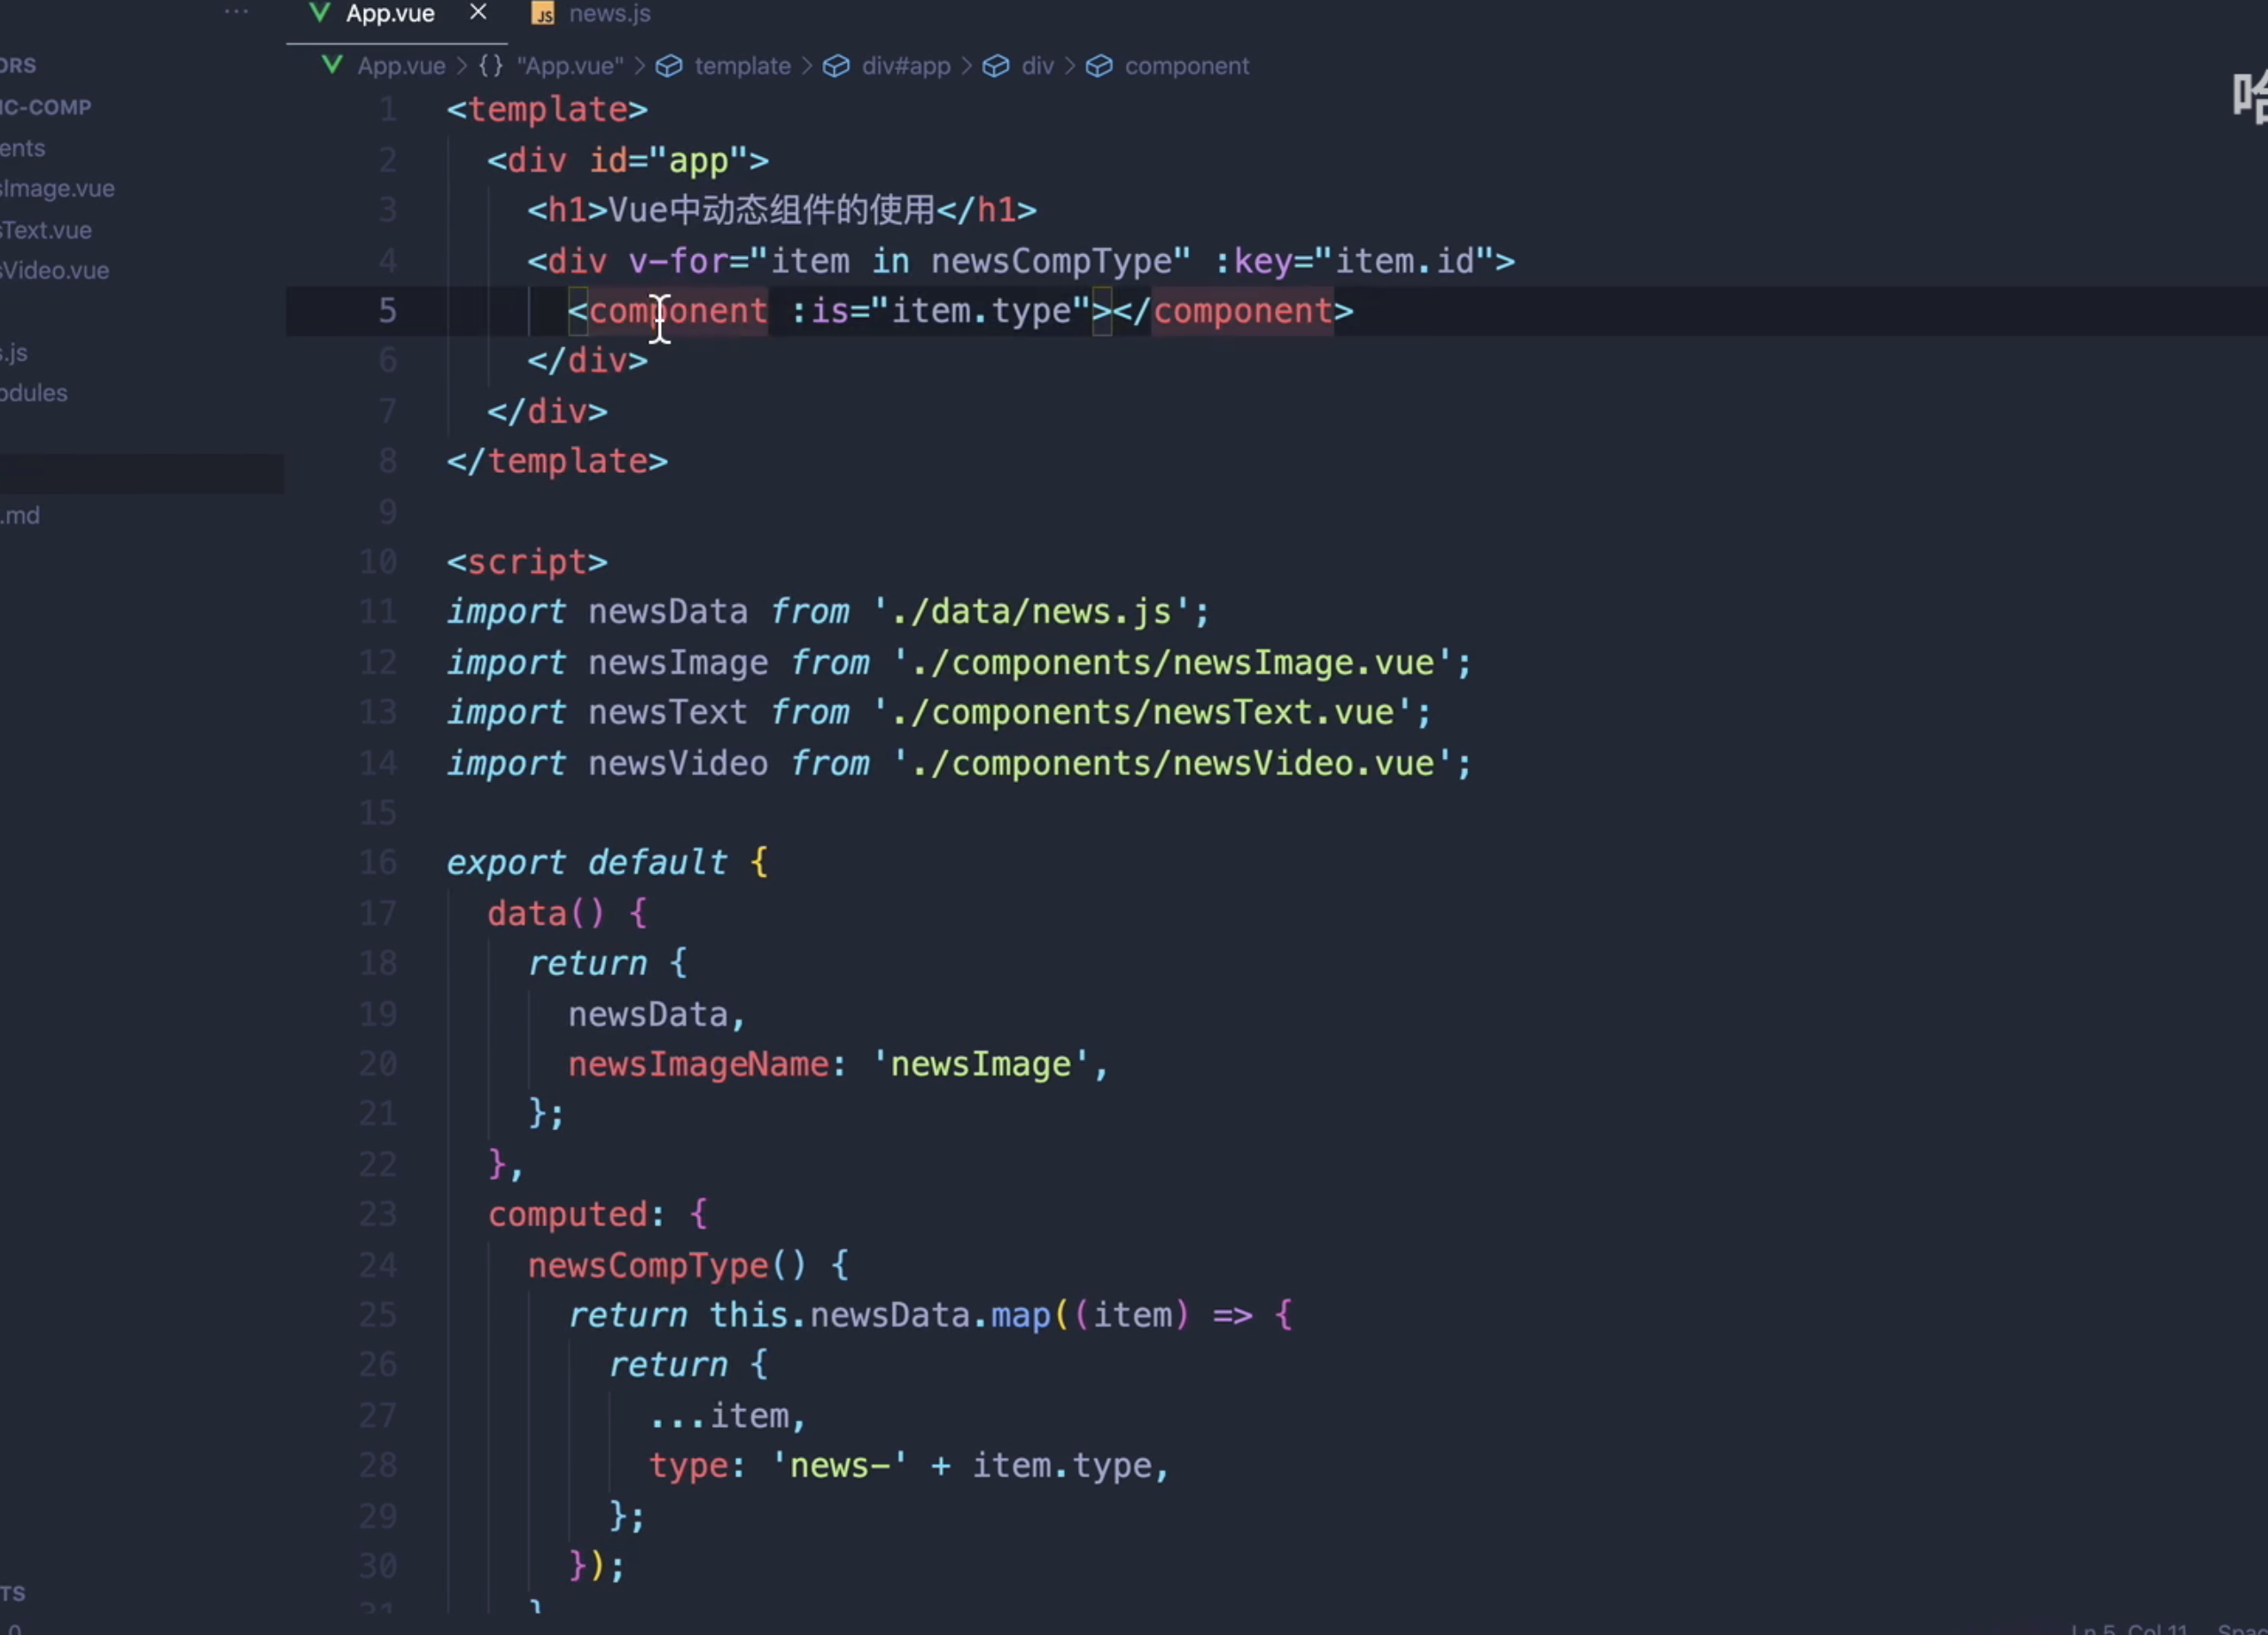 App.vue × news.js
App.vue > {} "App.vue" > template > div#app > div > component
ORS
IC-COMP
ents
sImage.vue
sText.vue
sVideo.vue
s.js
odules
.md
TS
0
哈
1 <template>
2 <div id="app">
3 <h1>Vue中动态组件的使用</h1>
4 <div v-for="item in newsCompType" :key="item.id">
5 <component :is="item.type"></component>
6 </div>
7 </div>
8 </template>
9
10 <script>
11 import newsData from './data/news.js';
12 import newsImage from './components/newsImage.vue';
13 import newsText from './components/newsText.vue';
14 import newsVideo from './components/newsVideo.vue';
15
16 export default {
17 data() {
18 return {
19 newsData,
20 newsImageName: 'newsImage',
21 };
22 },
23 computed: {
24 newsCompType() {
25 return this.newsData.map((item) => {
26 return {
27 ...item,
28 type: 'news-' + item.type,
29 };
30 });
31 }
Ln 5, Col 11 Spac